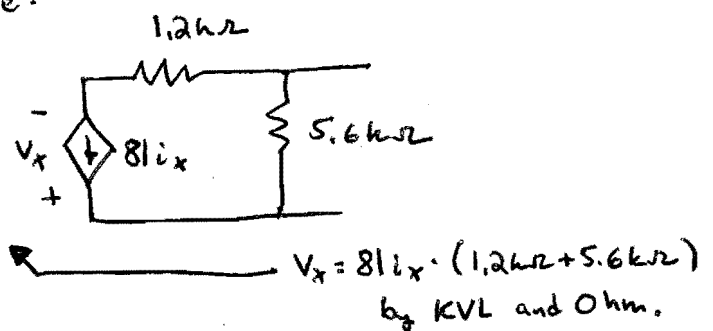 e.
1.2kΩ
-
Vx
81ix
+
5.6kΩ
Vx = 81ix · (1.2kΩ + 5.6kΩ)
by KVL and Ohm.